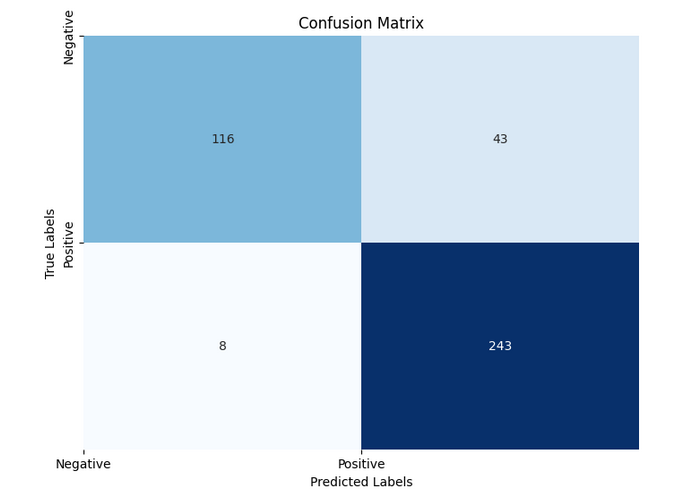 Confusion Matrix
Negative
116
43
True Labels
Positive
8
243
Negative
Positive
Predicted Labels